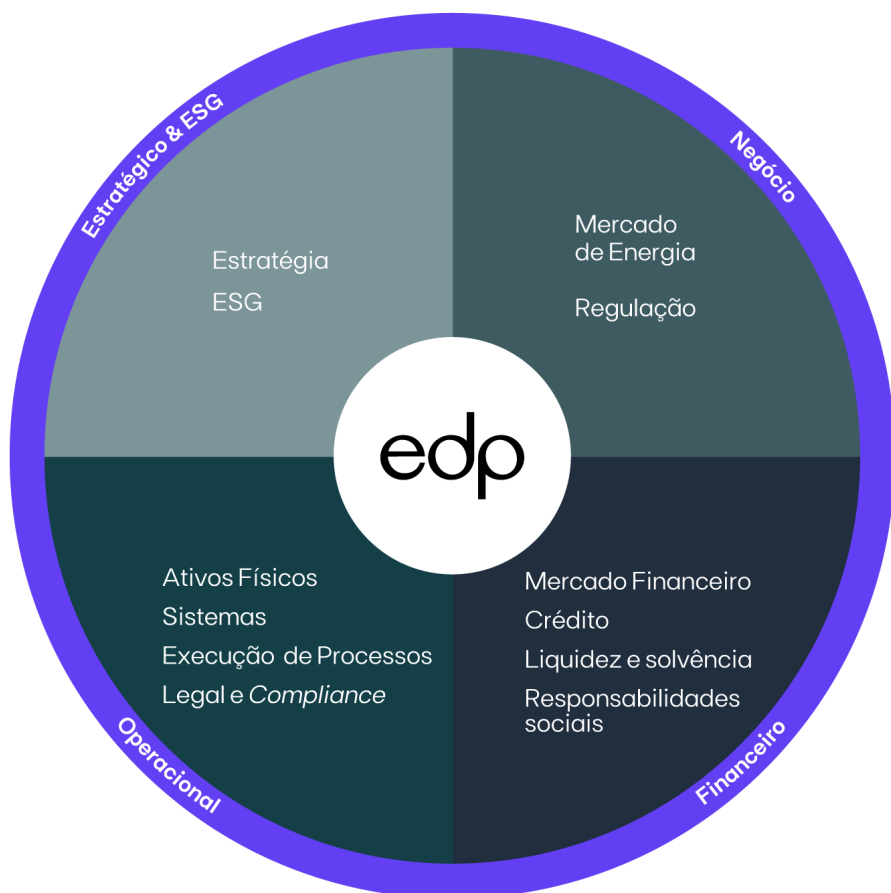 Estratégico & ESG
Negócio
Estratégia
ESG
Mercado
de Energia
Regulação
edp
Ativos Físicos
Sistemas
Execução de Processos
Legal e Compliance
Mercado Financeiro
Crédito
Liquidez e solvência
Responsabilidades
sociais
Operacional
Financeiro